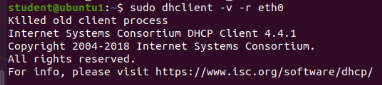 student@ubuntu1:~$ sudo dhclient -v -r eth0
Killed old client process
Internet Systems Consortium DHCP Client 4.4.1
Copyright 2004-2018 Internet Systems Consortium.
All rights reserved.
For info, please visit https://www.isc.org/software/dhcp/